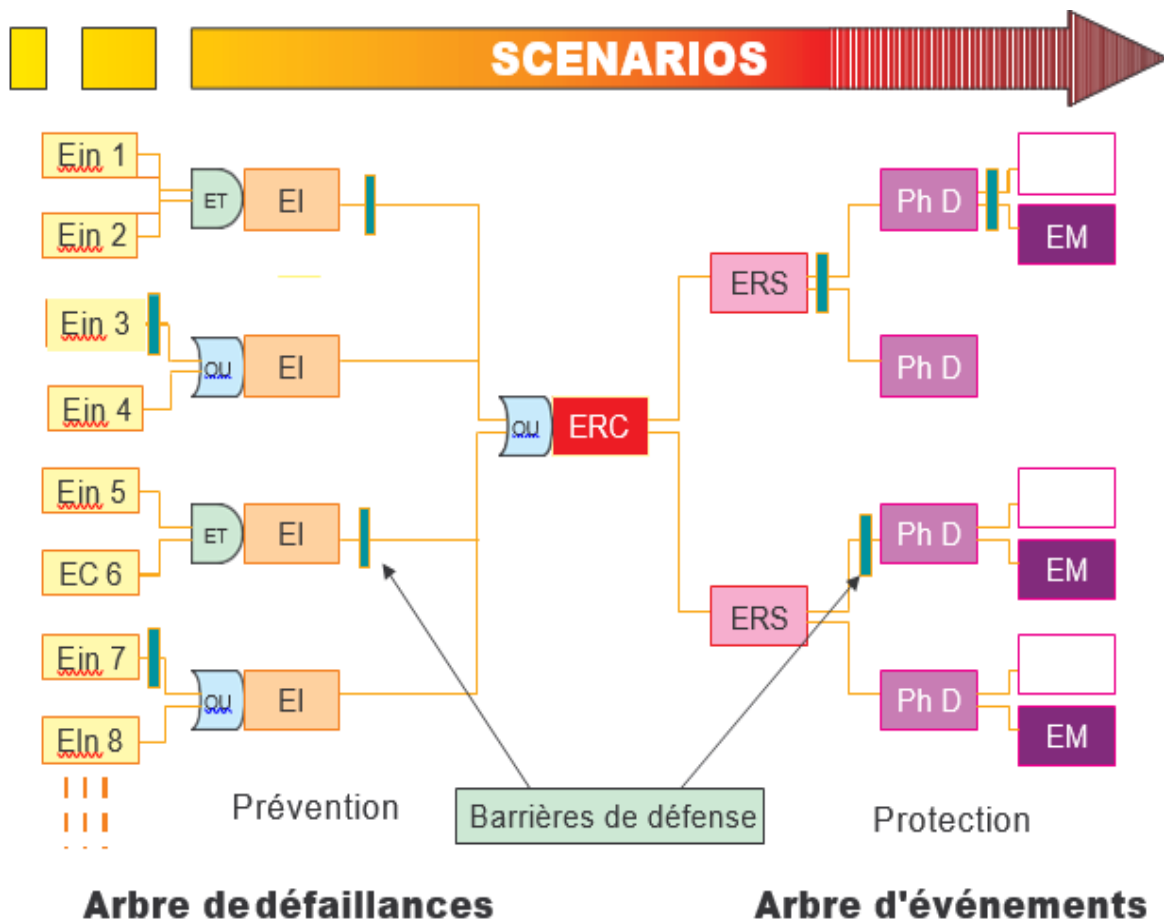 SCENARIOS
Ein 1
Ein 2
ET
EI
Ein 3
Ein 4
OU
EI
Ein 5
EC 6
ET
EI
Ein 7
EIn 8
OU
EI
OU
ERC
ERS
ERS
Ph D
EM
Ph D
Ph D
EM
Ph D
EM
Prévention
Barrières de défense
Protection
Arbre de défaillances
Arbre d'événements